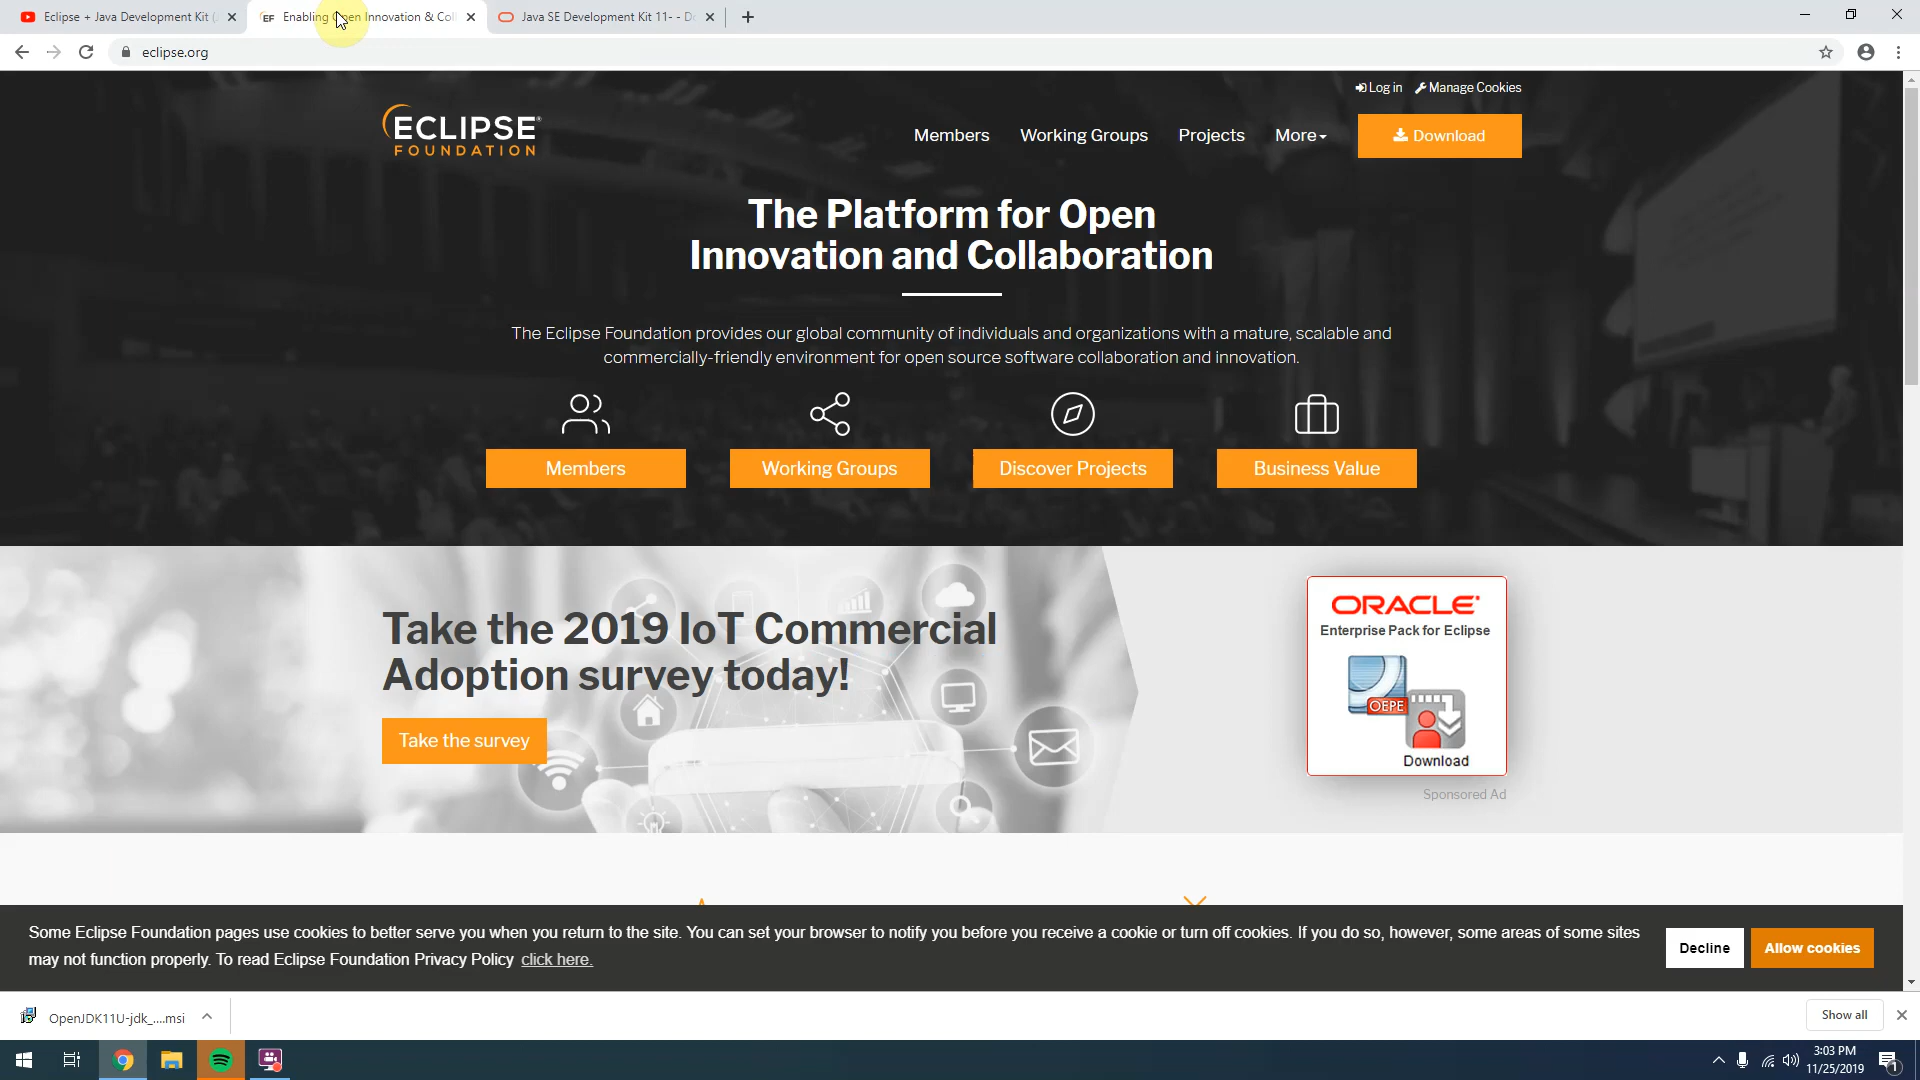 Eclipse + Java Development Kit (
Enabling Open Innovation & Coll
Java SE Development Kit 11- - Do
eclipse.org
Log in
Manage Cookies
ECLIPSE
FOUNDATION
Members
Working Groups
Projects
More
Download
The Platform for Open
Innovation and Collaboration
The Eclipse Foundation provides our global community of individuals and organizations with a mature, scalable and
commercially-friendly environment for open source software collaboration and innovation.
Members
Working Groups
Discover Projects
Business Value
Take the 2019 IoT Commercial
Adoption survey today!
Take the survey
ORACLE
Enterprise Pack for Eclipse
OEPE
Download
Sponsored Ad
Some Eclipse Foundation pages use cookies to better serve you when you return to the site. You can set your browser to notify you before you receive a cookie or turn off cookies. If you do so, however, some areas of some sites
may not function properly. To read Eclipse Foundation Privacy Policy click here.
Decline
Allow cookies
OpenJDK11U-jdk_....msi
Show all
3:03 PM
11/25/2019
1